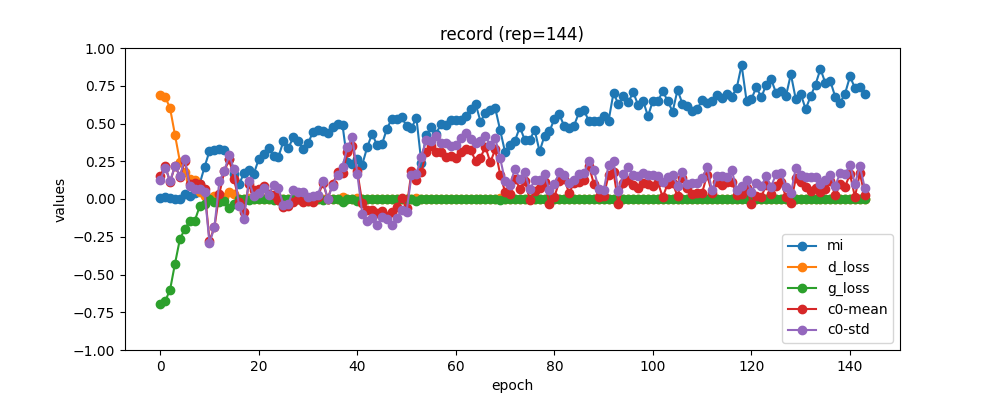 record (rep=144)
1.00
0.75
0.50
0.25
0.00
−0.25
−0.50
−0.75
−1.00
values
0 20 40 60 80 100 120 140
epoch
mi
d_loss
g_loss
c0-mean
c0-std